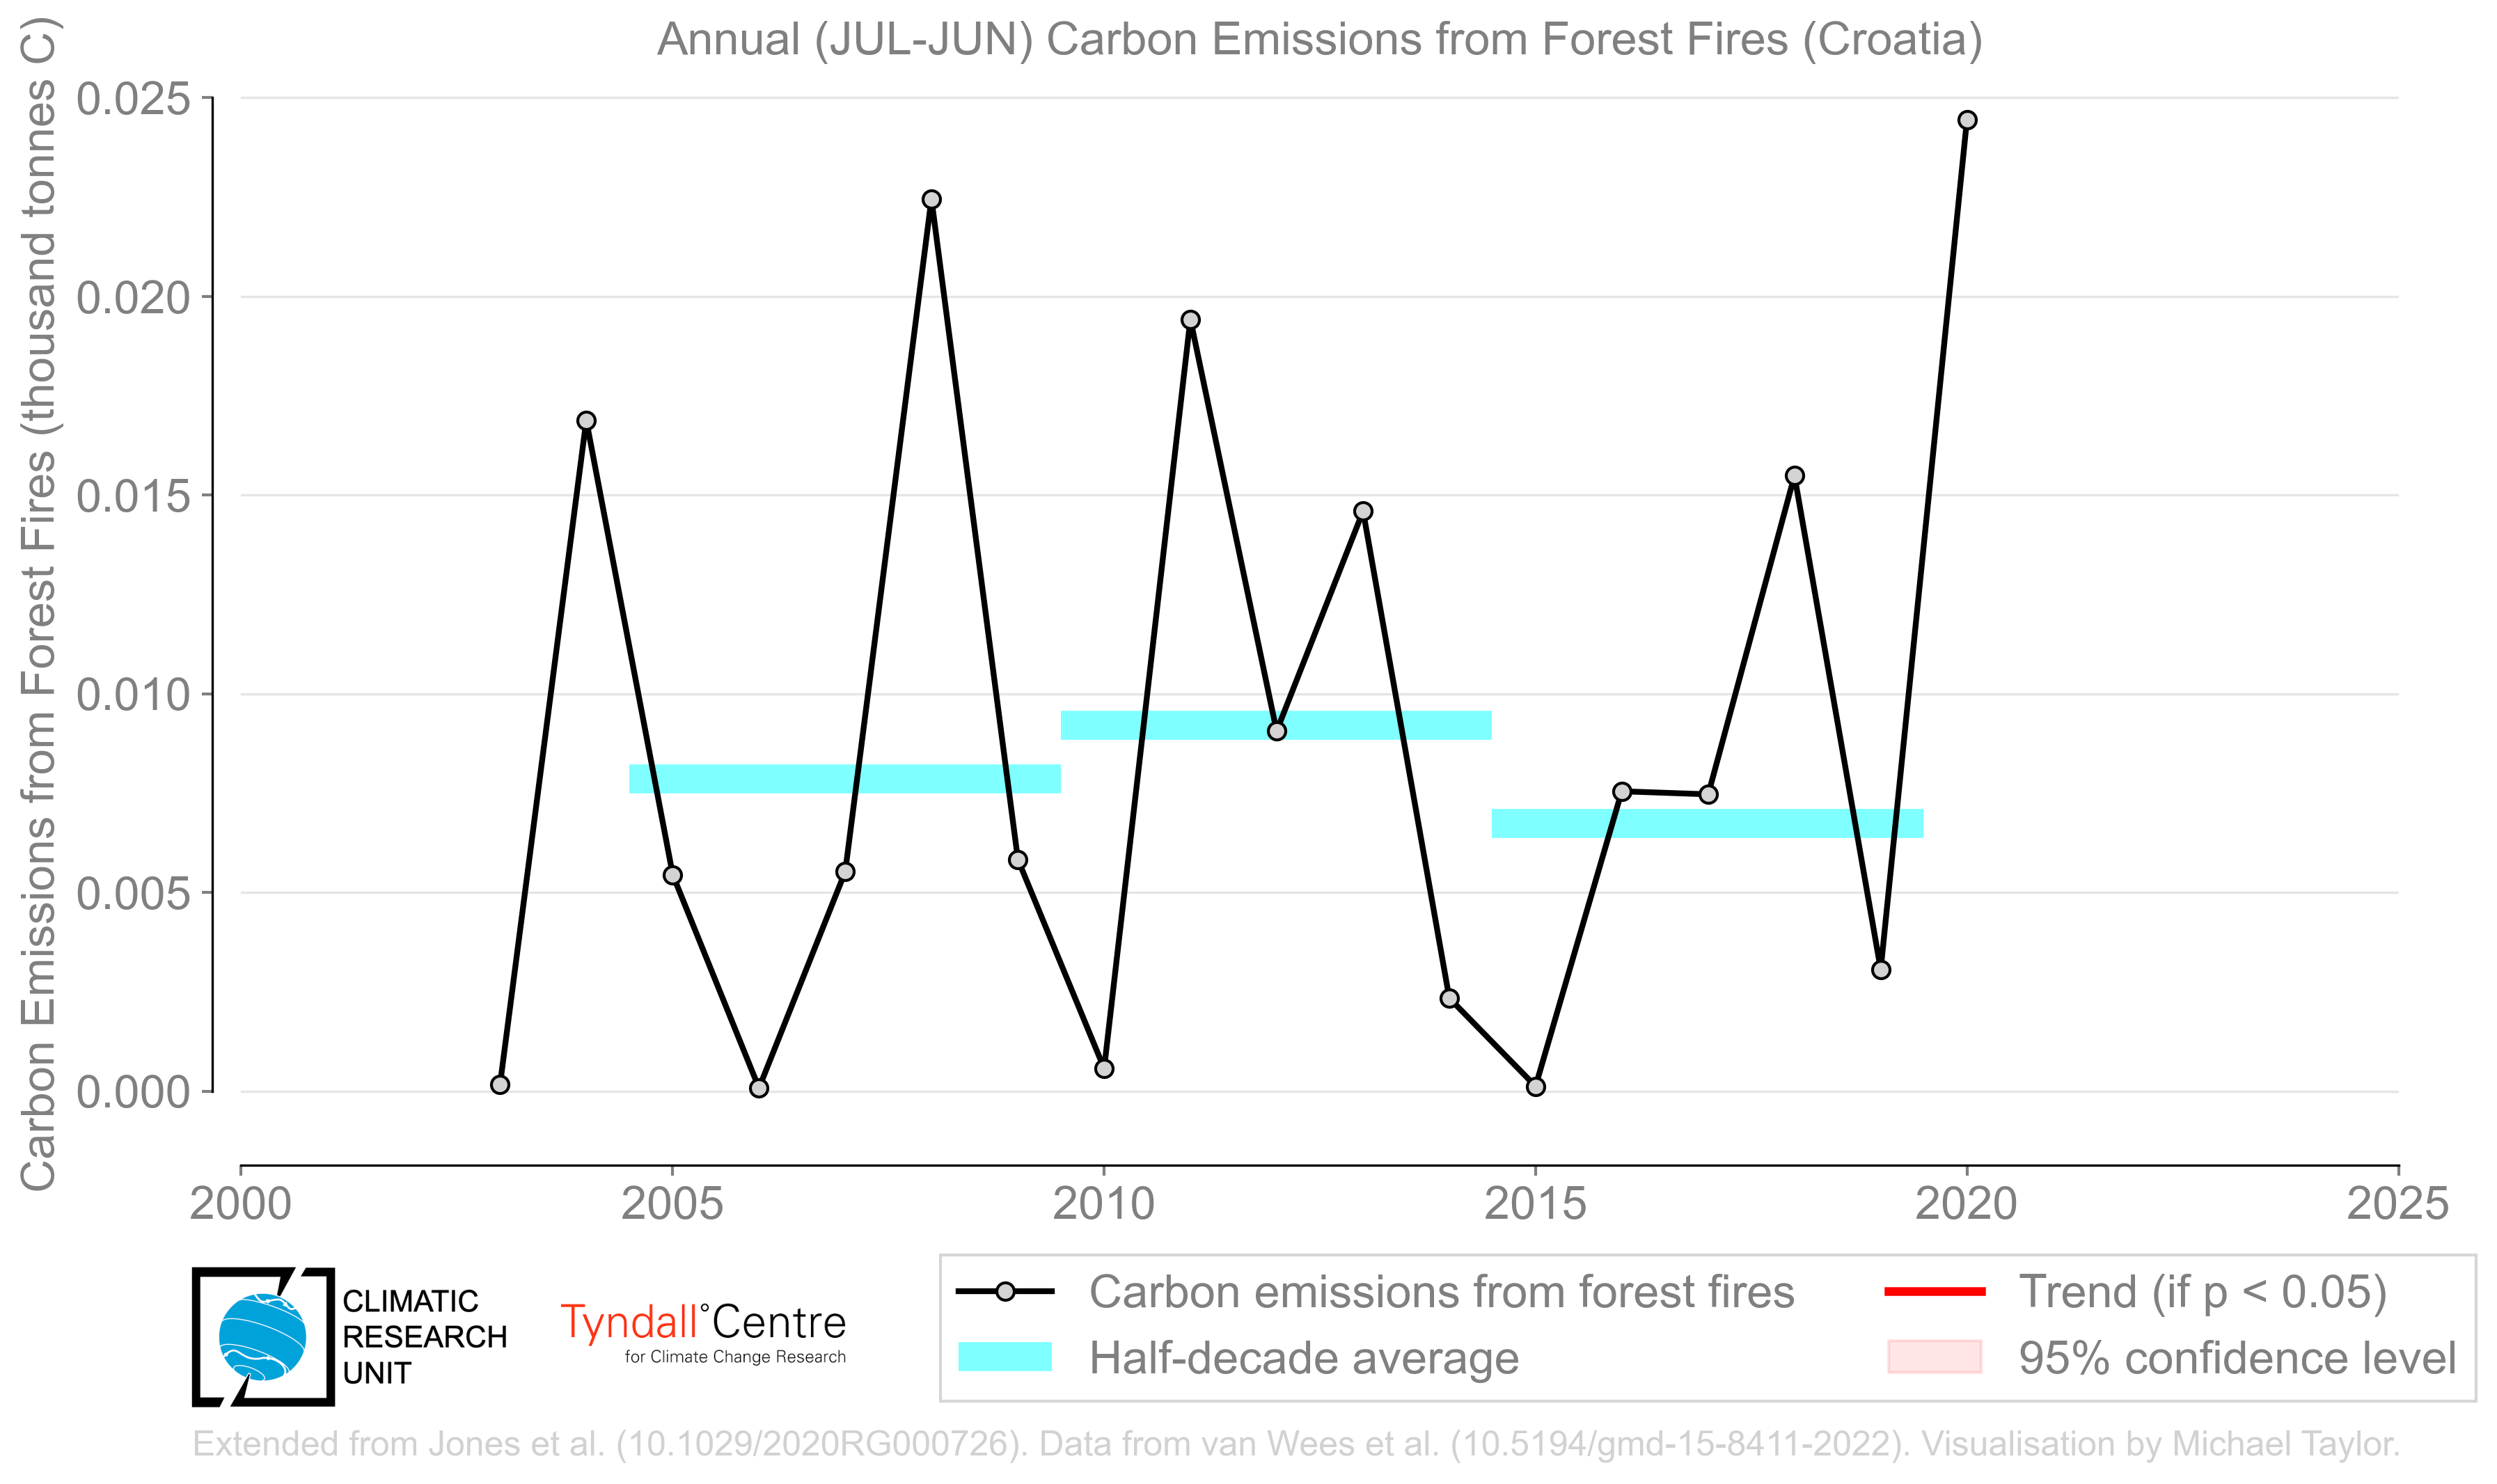 Annual (JUL-JUN) Carbon Emissions from Forest Fires (Croatia)
Carbon Emissions from Forest Fires (thousand tonnes C)
0.025
0.020
0.015
0.010
0.005
0.000
2000 2005 2010 2015 2020 2025
CLIMATIC
RESEARCH
UNIT
Tyndall°Centre
for Climate Change Research
Carbon emissions from forest fires
Half-decade average
Trend (if p < 0.05)
95% confidence level
Extended from Jones et al. (10.1029/2020RG000726). Data from van Wees et al. (10.5194/gmd-15-8411-2022). Visualisation by Michael Taylor.